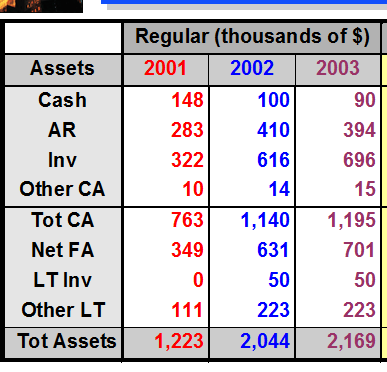 Regular (thousands of $)
Assets 2001 2002 2003
Cash 148 100 90
AR 283 410 394
Inv 322 616 696
Other CA 10 14 15
Tot CA 763 1,140 1,195
Net FA 349 631 701
LT Inv 0 50 50
Other LT 111 223 223
Tot Assets 1,223 2,044 2,169